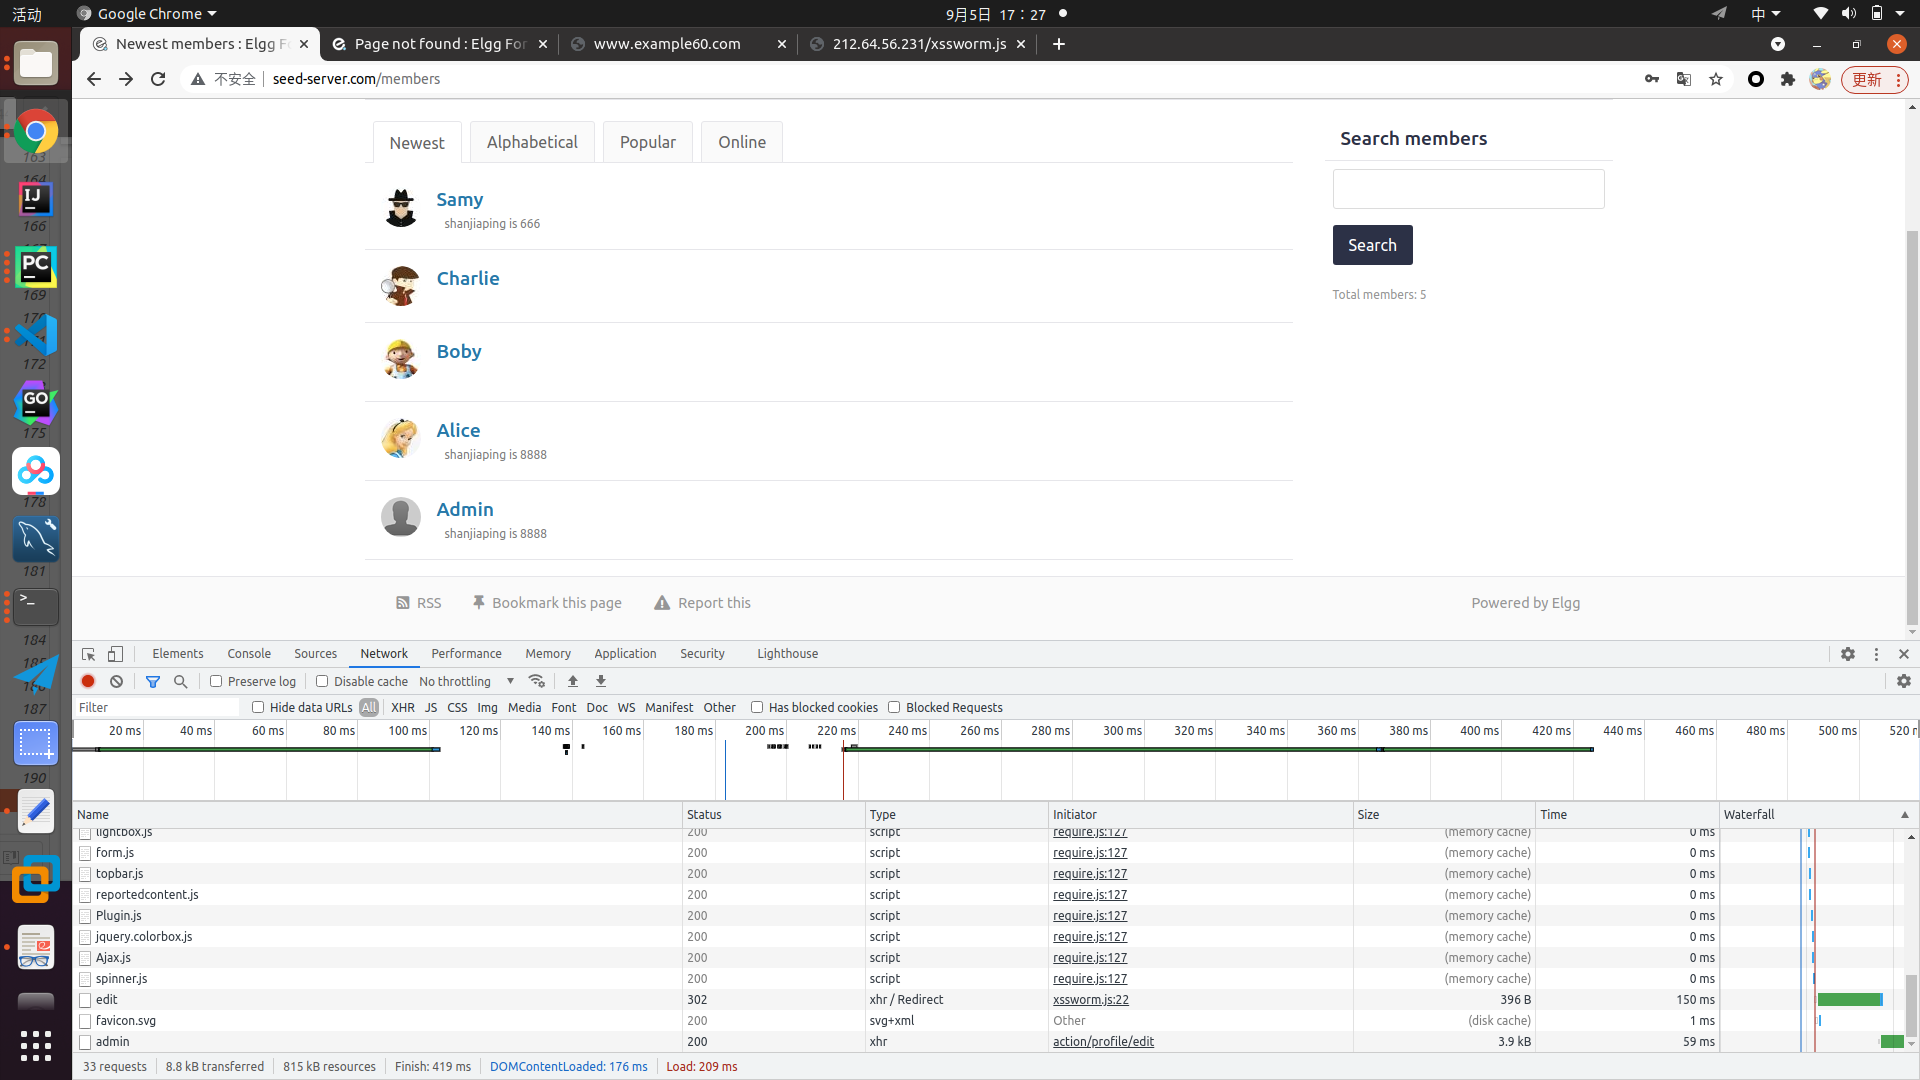 活动 Google Chrome 9月5日 17：27 中
Newest members : Elgg Fo Page not found : Elgg For www.example60.com 212.64.56.231/xssworm.js
不安全 seed-server.com/members 更新
Newest Alphabetical Popular Online
Search members
Samy
shanjiaping is 666
Search
Charlie
Total members: 5
Boby
Alice
shanjiaping is 8888
Admin
shanjiaping is 8888
RSS Bookmark this page Report this Powered by Elgg
163
164
166
169
172
175
178
181
184
187
190
Elements Console Sources Network Performance Memory Application Security Lighthouse
Preserve log Disable cache No throttling
Filter Hide data URLs All XHR JS CSS Img Media Font Doc WS Manifest Other Has blocked cookies Blocked Requests
20 ms 40 ms 60 ms 80 ms 100 ms 120 ms 140 ms 160 ms 180 ms 200 ms 220 ms 240 ms 260 ms 280 ms 300 ms 320 ms 340 ms 360 ms 380 ms 400 ms 420 ms 440 ms 460 ms 480 ms 500 ms 520 m
Name Status Type Initiator Size Time Waterfall
lightbox.js 200 script require.js:127 (memory cache) 0 ms
form.js 200 script require.js:127 (memory cache) 0 ms
topbar.js 200 script require.js:127 (memory cache) 0 ms
reportedcontent.js 200 script require.js:127 (memory cache) 0 ms
Plugin.js 200 script require.js:127 (memory cache) 0 ms
jquery.colorbox.js 200 script require.js:127 (memory cache) 0 ms
Ajax.js 200 script require.js:127 (memory cache) 0 ms
spinner.js 200 script require.js:127 (memory cache) 0 ms
edit 302 xhr / Redirect xssworm.js:22 396 B 150 ms
favicon.svg 200 svg+xml Other (disk cache) 1 ms
admin 200 xhr action/profile/edit 3.9 kB 59 ms
33 requests 8.8 kB transferred 815 kB resources Finish: 419 ms DOMContentLoaded: 176 ms Load: 209 ms